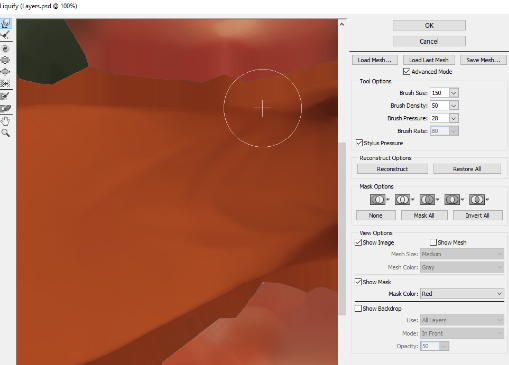 Liquify (Layers.psd @ 100%)
OK
Cancel
Load Mesh... Load Last Mesh Save Mesh...
Advanced Mode
Tool Options
Brush Size: 150
Brush Density: 50
Brush Pressure: 28
Brush Rate: 80
Stylus Pressure
Reconstruct Options
Reconstruct Restore All
Mask Options
None Mask All Invert All
View Options
Show Image Show Mesh
Mesh Size: Medium
Mesh Color: Gray
Show Mask
Mask Color: Red
Show Backdrop
Use: All Layers
Mode: In Front
Opacity: 50